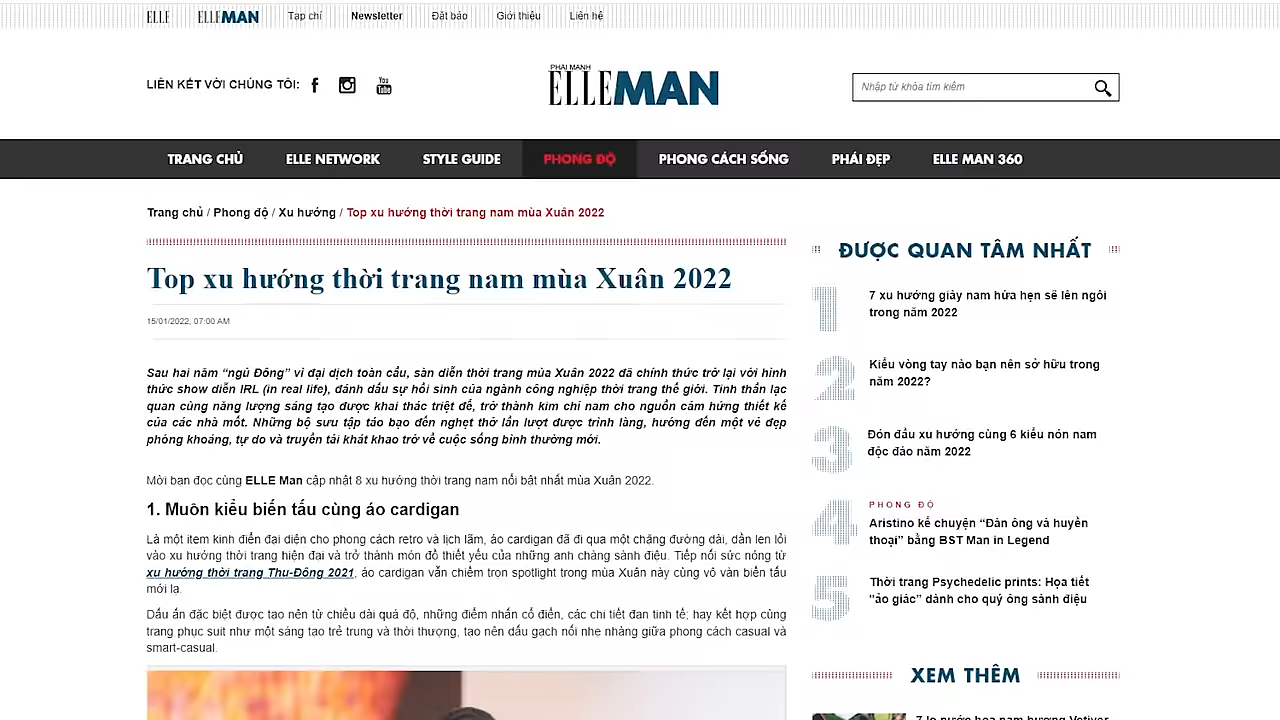 ELLE ELLE MAN Tạp chí Newsletter Đặt báo Giới thiệu Liên hệ
LIÊN KẾT VỚI CHÚNG TÔI:
You Tube
PHÁI MẠNH
ELLE MAN
Nhập từ khóa tìm kiếm
TRANG CHỦ ELLE NETWORK STYLE GUIDE PHONG ĐỘ PHONG CÁCH SỐNG PHÁI ĐẸP ELLE MAN 360
Trang chủ / Phong độ / Xu hướng / Top xu hướng thời trang nam mùa Xuân 2022
Top xu hướng thời trang nam mùa Xuân 2022
15/01/2022, 07:00 AM
Sau hai năm “ngủ Đông” vì đại dịch toàn cầu, sàn diễn thời trang mùa Xuân 2022 đã chính thức trở lại với hình
thức show diễn IRL (in real life), đánh dấu sự hồi sinh của ngành công nghiệp thời trang thế giới. Tinh thần lạc
quan cùng năng lượng sáng tạo được khai thác triệt để, trở thành kim chỉ nam cho nguồn cảm hứng thiết kế
của các nhà mốt. Những bộ sưu tập táo bạo đến nghẹt thở lần lượt được trình làng, hướng đến một vẻ đẹp
phóng khoáng, tự do và truyền tải khát khao trở về cuộc sống bình thường mới.
Mời bạn đọc cùng ELLE Man cập nhật 8 xu hướng thời trang nam nổi bật nhất mùa Xuân 2022.
1. Muôn kiểu biến tấu cùng áo cardigan
Là một item kinh điển đại diện cho phong cách retro và lịch lãm, áo cardigan đã đi qua một chặng đường dài, dần len lỏi
vào xu hướng thời trang hiện đại và trở thành món đồ thiết yếu của những anh chàng sành điệu. Tiếp nối sức nóng từ
xu hướng thời trang Thu-Đông 2021, áo cardigan vẫn chiếm trọn spotlight trong mùa Xuân này cùng vô vàn biến tấu
mới lạ.
Dấu ấn đặc biệt được tạo nên từ chiều dài quá độ, những điểm nhấn cổ điển, các chi tiết đan tinh tế; hay kết hợp cùng
trang phục suit như một sáng tạo trẻ trung và thời thượng, tạo nên dấu gạch nối nhẹ nhàng giữa phong cách casual và
smart-casual.
ĐƯỢC QUAN TÂM NHẤT
1
7 xu hướng giày nam hứa hẹn sẽ lên ngôi
trong năm 2022
2
Kiểu vòng tay nào bạn nên sở hữu trong
năm 2022?
3
Đón đầu xu hướng cùng 6 kiểu nón nam
độc đáo năm 2022
4
PHONG ĐỘ
Aristino kể chuyện “Đàn ông và huyền
thoại” bằng BST Man in Legend
5
Thời trang Psychedelic prints: Họa tiết
"ảo giác" dành cho quý ông sành điệu
XEM THÊM
7 lọ nước hoa nam hương Vetiver